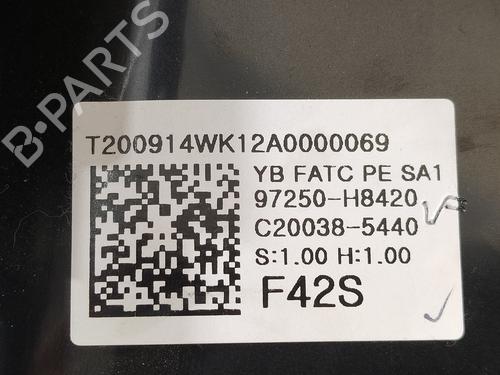 B-PARTS
T200914WK12A0000069
YB FATC PE SA1
97250-H8420
C20038-5440
S:1.00 H:1.00
F42S